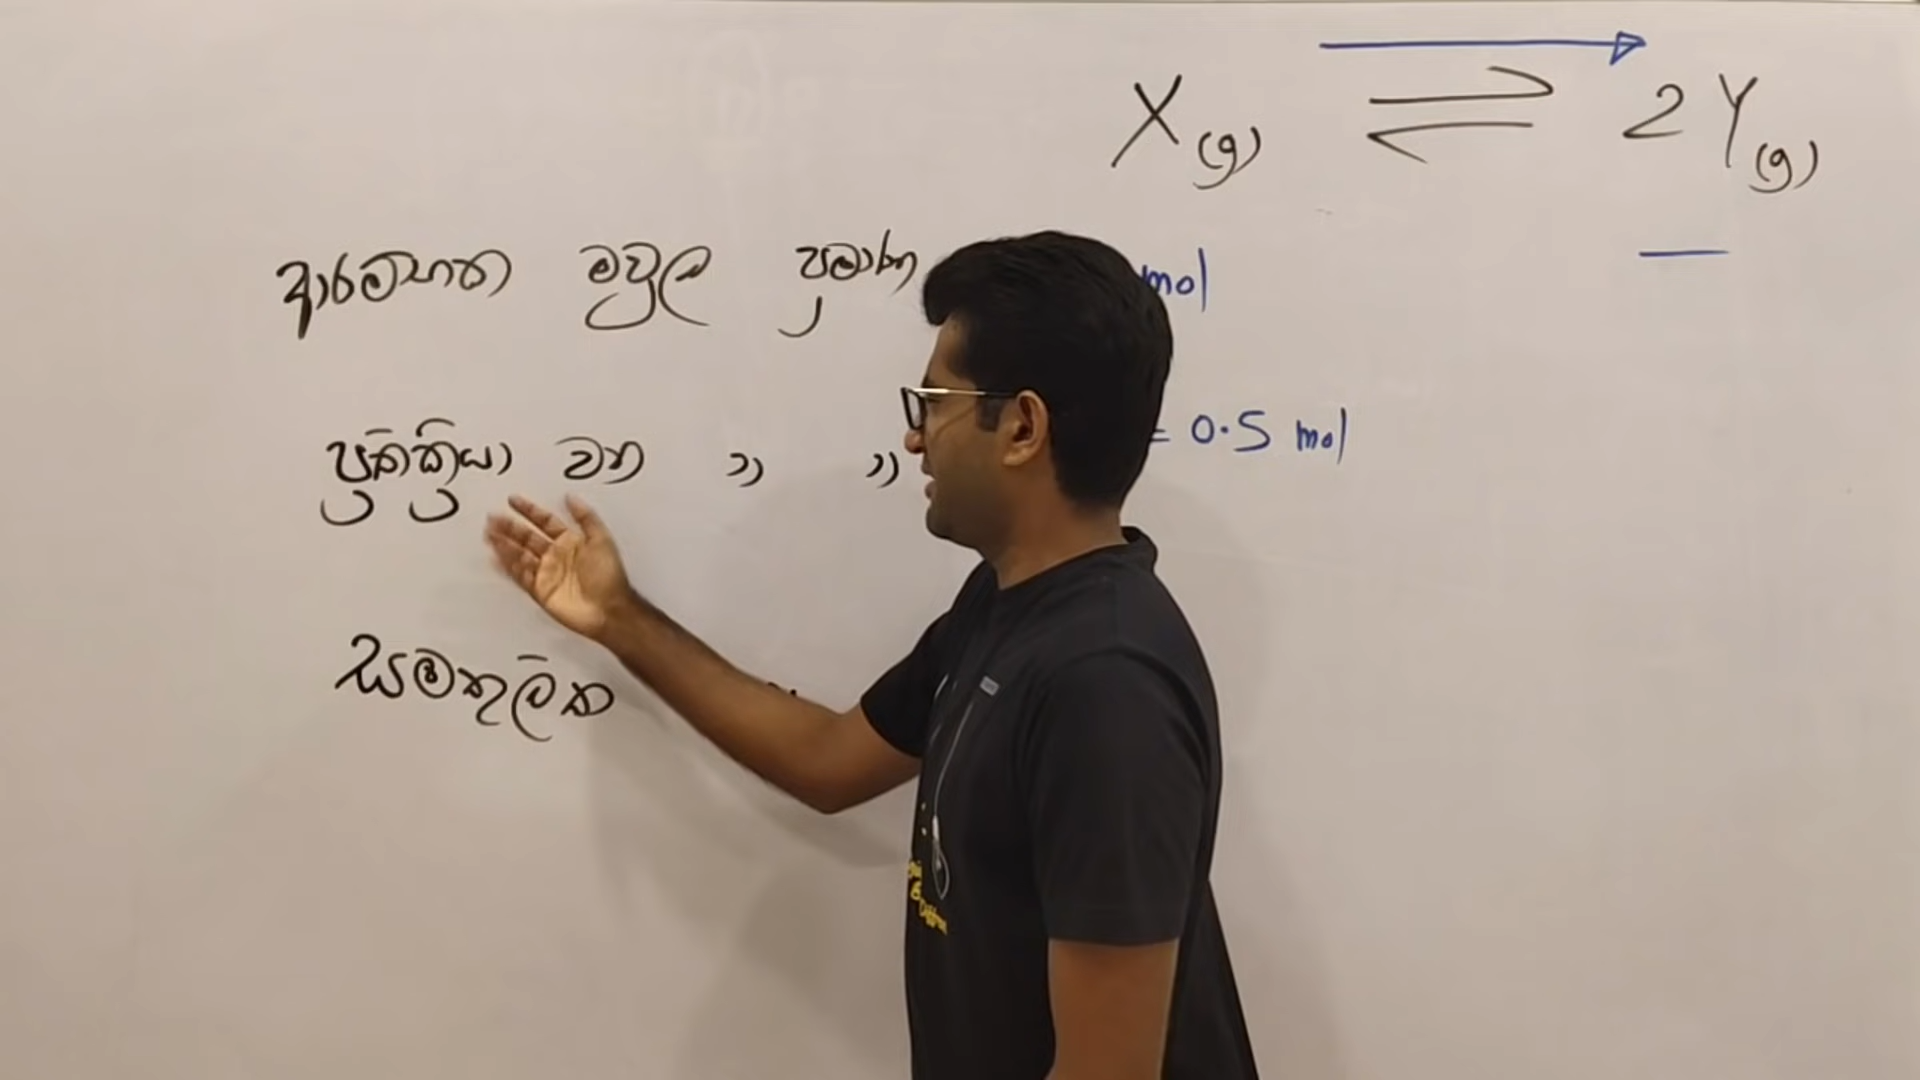 X(g) ⇌ 2Y(g)
ආරම්භක මවුල ප්‍රමාණ mol —
ප්‍රතික්‍රියා වන ,, ,, = 0.5 mol
සමතුලිත